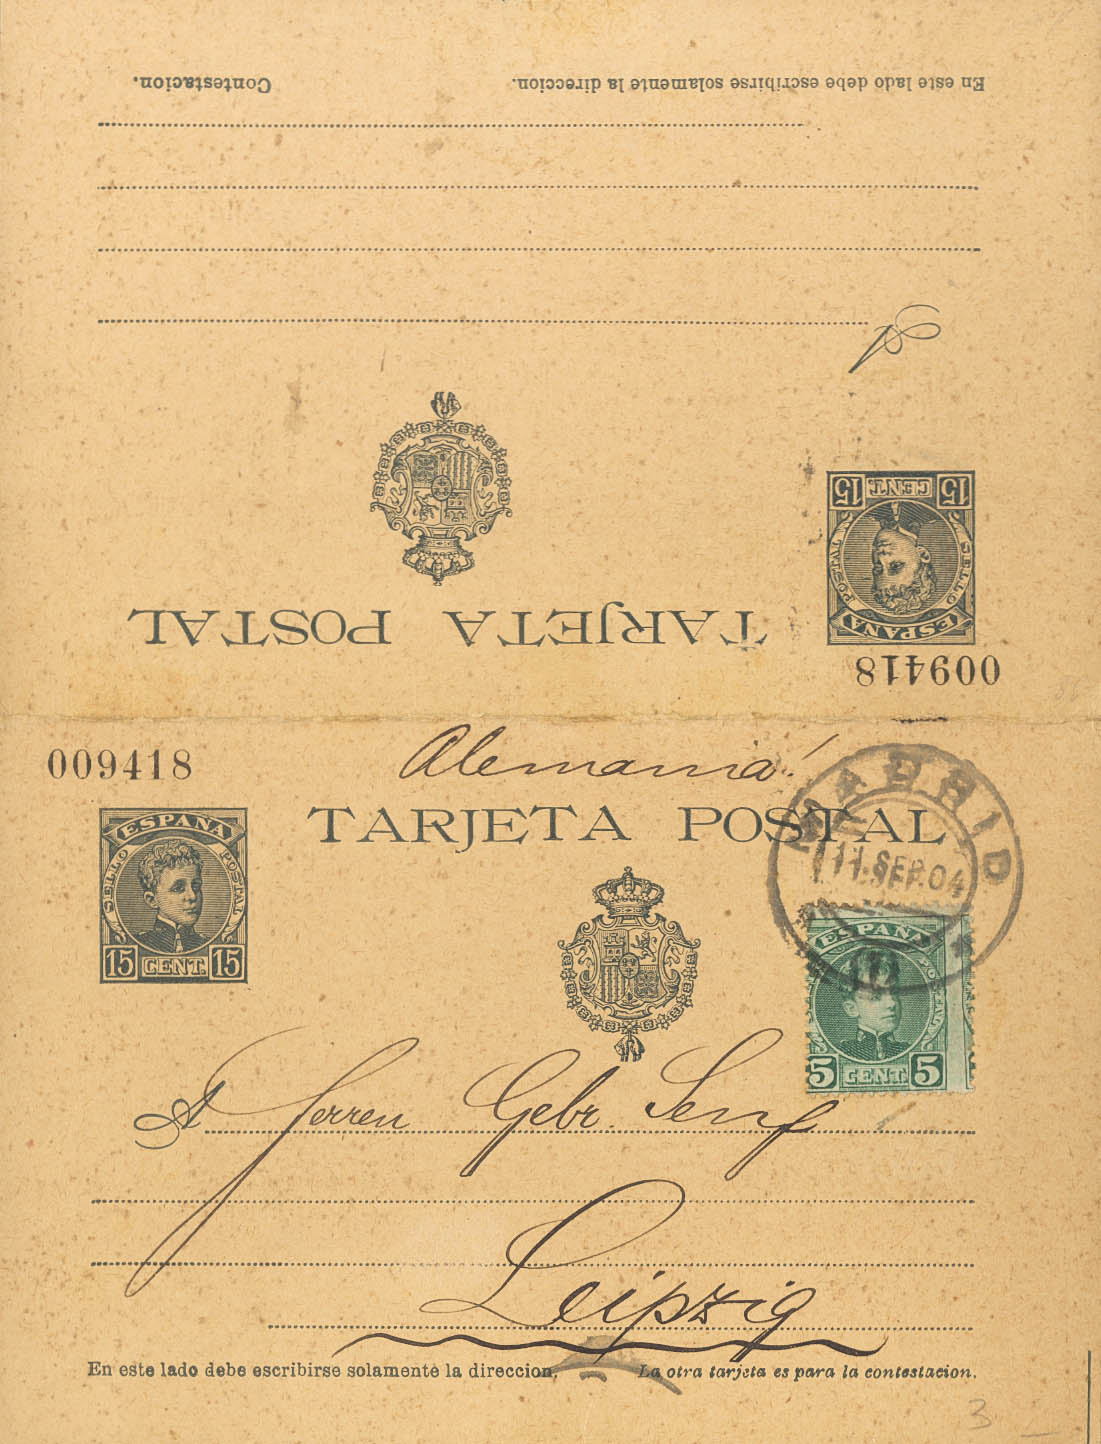 En este lado debe escribirse solamente la direccion.
Contestacion.
A
ESPAÑA
SELLO POSTAL
15 CENT. 15
TARJETA POSTAL
009418
009418
Alemania!
TARJETA POSTAL
MADRID
11.SEP.04
ESPAÑA
SELLO POSTAL
15 CENT. 15
ESPAÑA
POSTAL
5 CENT. 5
A Herren Gebr. Senf
Leipzig
En este lado debe escribirse solamente la direccion.
La otra tarjeta es para la contestacion.
3